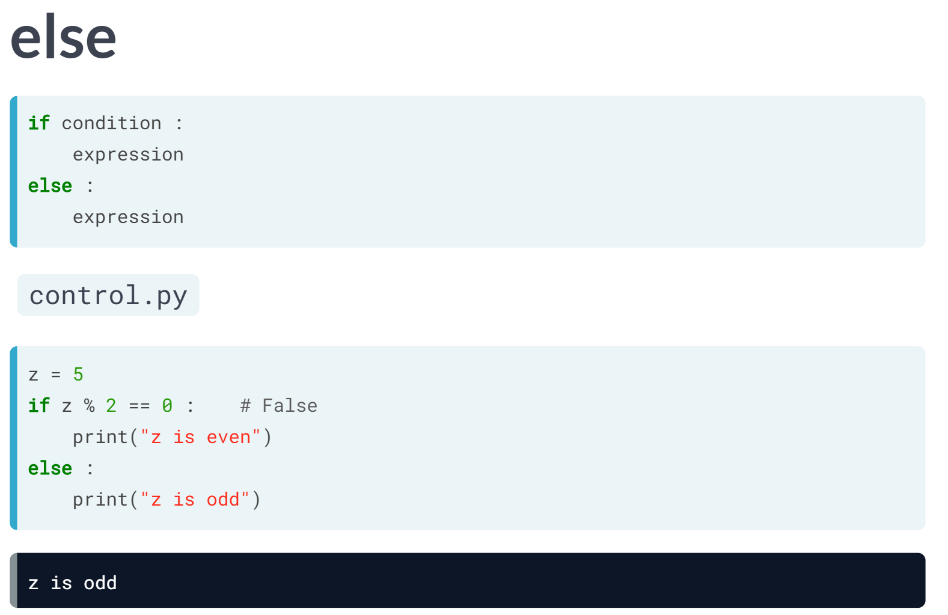 else
if condition :
    expression
else :
    expression
control.py
z = 5
if z % 2 == 0 :    # False
    print("z is even")
else :
    print("z is odd")
z is odd